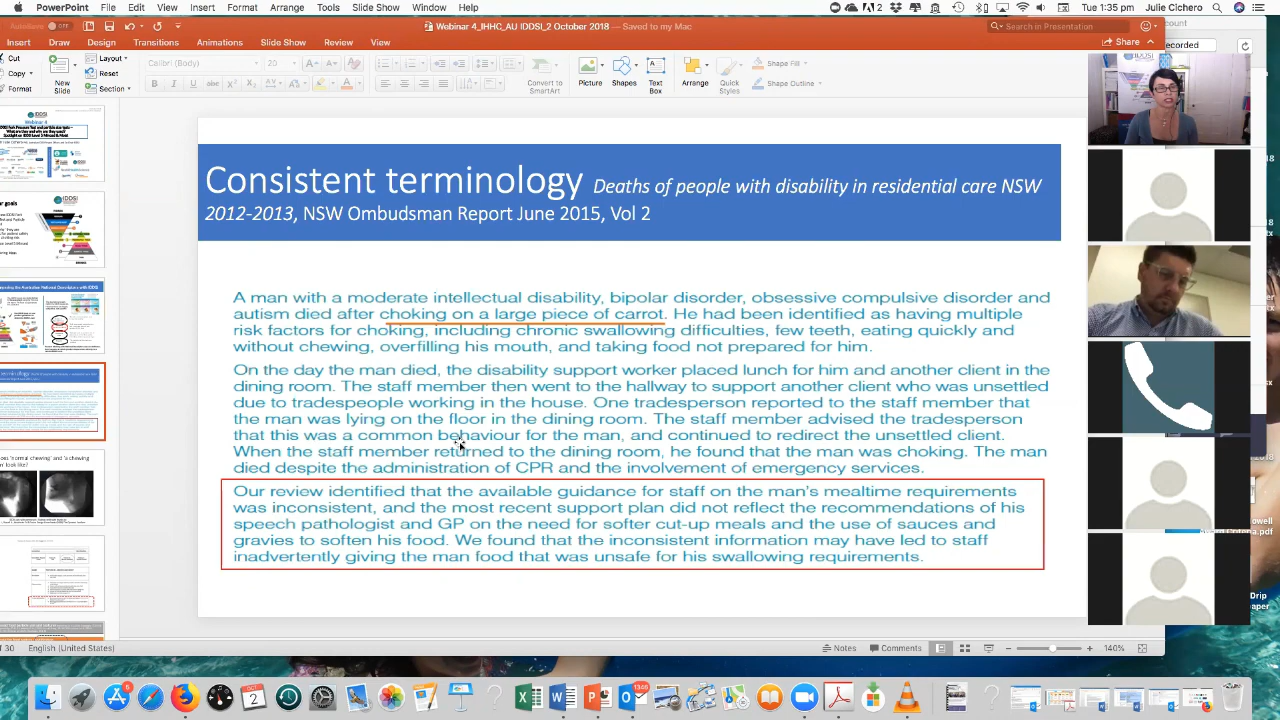 PowerPoint File Edit View Insert Format Arrange Tools Slide Show Window Help
2 Tue 1:35 pm Julie Cichero
AutoSave OFF
Webinar 4_IHHC_AU IDDSI_2 October 2018 — Saved to my Mac
Search in Presentation
Insert Draw Design Transitions Animations Slide Show Review View
Share
Cut
Copy
Format
New Slide
Layout
Reset
Section
Calibri (Body) 20
Convert to SmartArt
Picture
Shapes
Text Box
Arrange
Quick Styles
Shape Fill
Shape Outline
Consistent terminology Deaths of people with disability in residential care NSW
2012-2013, NSW Ombudsman Report June 2015, Vol 2
A man with a moderate intellectual disability, bipolar disorder, obsessive compulsive disorder and
autism died after choking on a large piece of carrot. He had been identified as having multiple
risk factors for choking, including chronic swallowing difficulties, few teeth, eating quickly and
without chewing, overfilling his mouth, and taking food not prepared for him.
On the day the man died, the disability support worker plated lunch for him and another client in the
dining room. The staff member then went to the hallway to support another client who was unsettled
due to tradespeople working in the house. One tradesperson reported to the staff member that
the man was lying on the floor in the dining room. The staff member advised the tradesperson
that this was a common behaviour for the man, and continued to redirect the unsettled client.
When the staff member returned to the dining room, he found that the man was choking. The man
died despite the administration of CPR and the involvement of emergency services.
Our review identified that the available guidance for staff on the man's mealtime requirements
was inconsistent, and the most recent support plan did not reflect the recommendations of his
speech pathologist and GP on the need for softer cut-up meals and the use of sauces and
gravies to soften his food. We found that the inconsistent information may have led to staff
inadvertently giving the man food that was unsafe for his swallowing requirements.
of 30 English (United States)
Notes Comments 140%